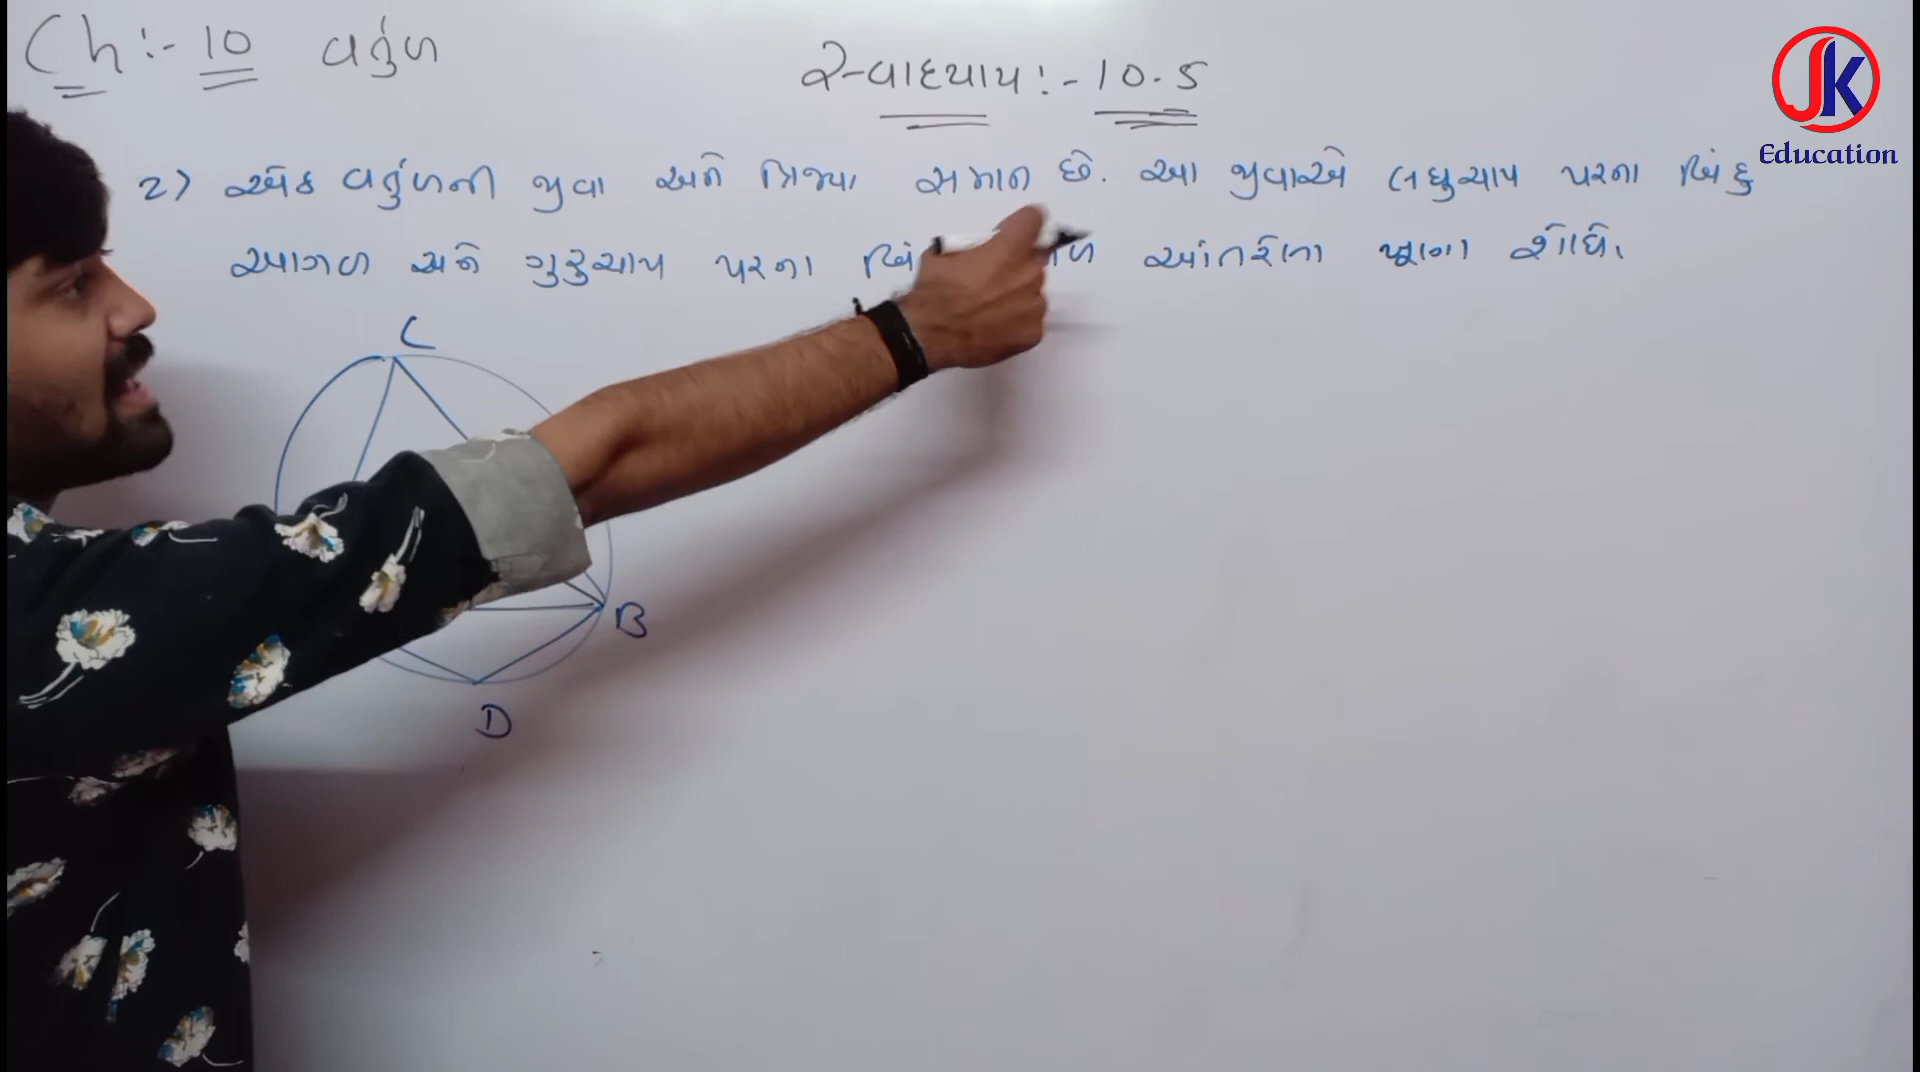 Ch:- 10 વર્તુળ
સ્વાધ્યાય:- 10.5
JK
Education
2) એક વર્તુળની જીવા અને ત્રિજ્યા સમાન છે. આ જીવાએ લઘુચાપ પરના બિંદુ
આગળ અને ગુરુચાપ પરના આંતરેલા ખૂણા શોધો.
C
B
D